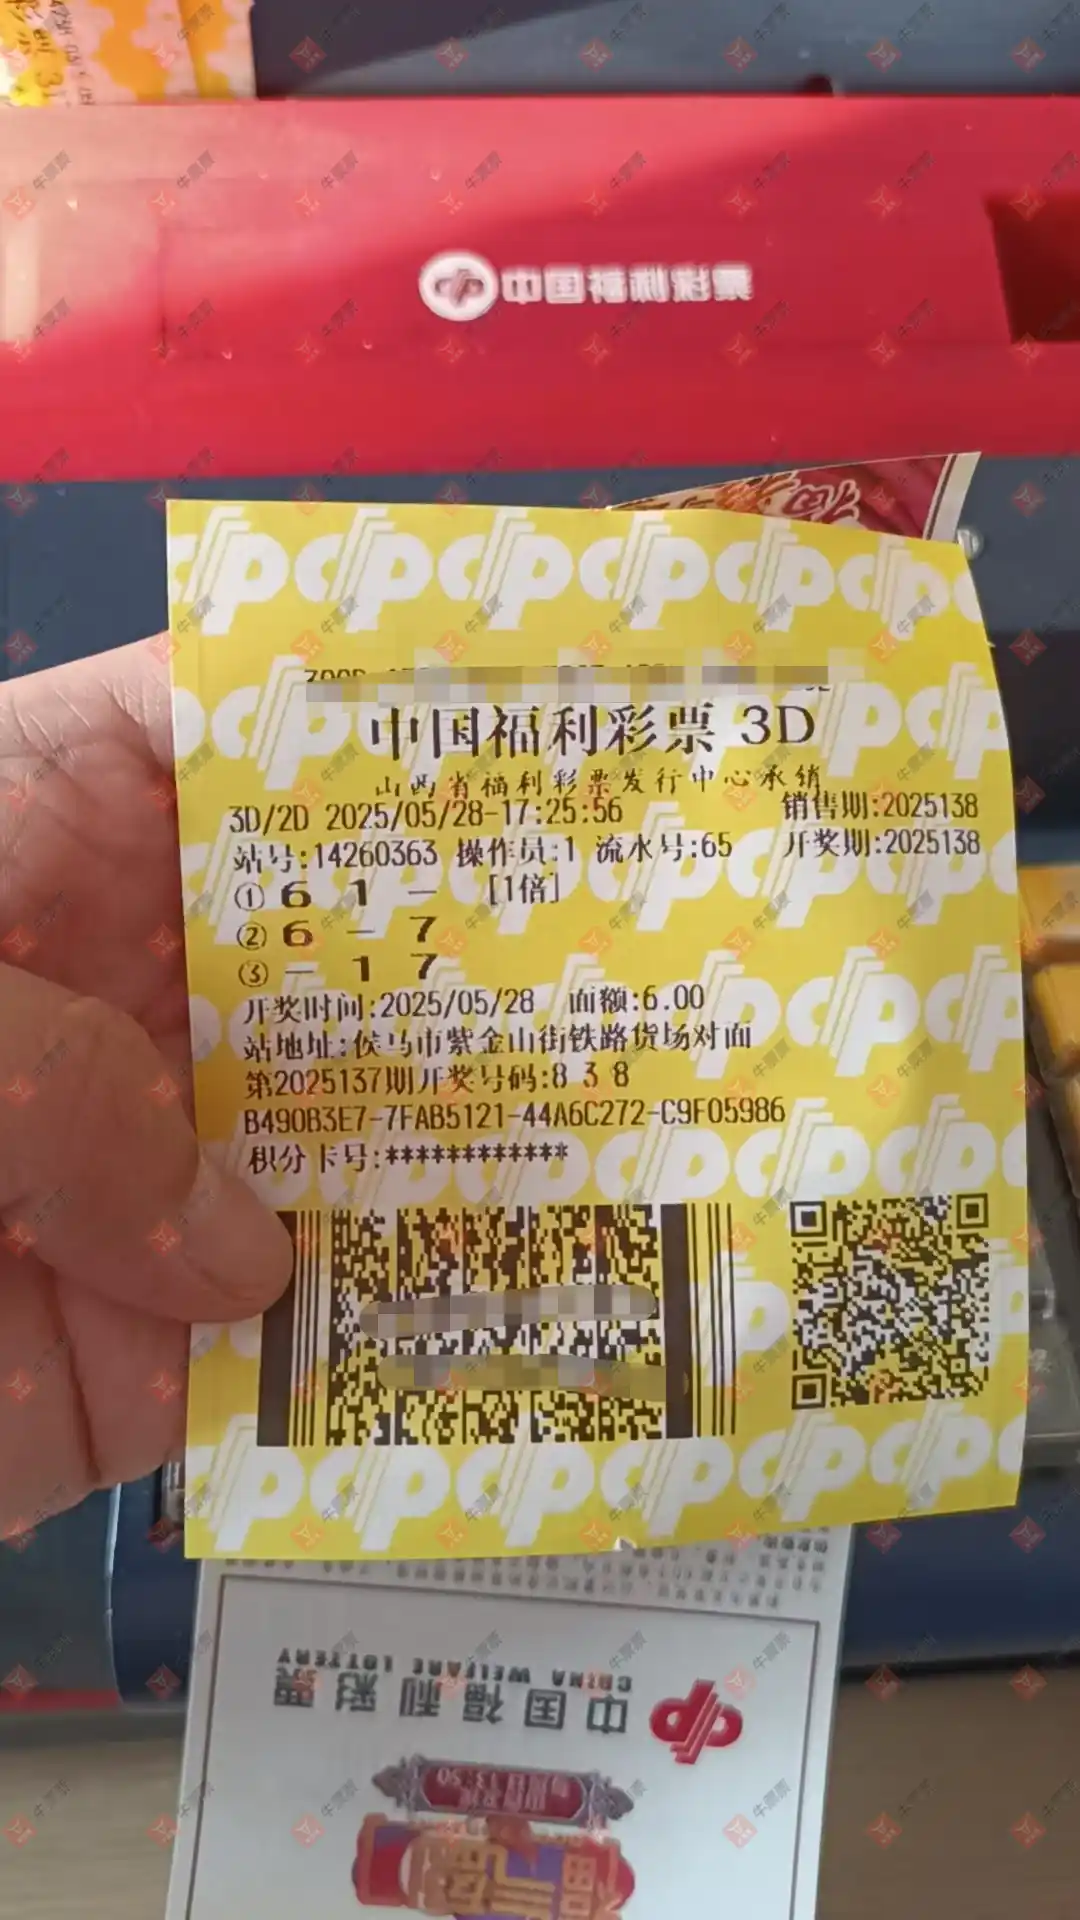 中国福利彩票
中国福利彩票 3D
山西省福利彩票发行中心承销
3D/2D 2025/05/28-17:25:56 销售期:2025138
站号:14260363 操作员:1 流水号:65 开奖期:2025138
① 6 1 - [1倍]
② 6 - 7
③ - 1 7
开奖时间:2025/05/28 面额:6.00
站地址:侯马市紫金山街铁路货场对面
第2025137期开奖号码:8 3 8
B490B3E7-7FAB5121-44A6C272-C9F05986
积分卡号:************
中国福利彩票
CHINA WELFARE LOTTERY
牛票票